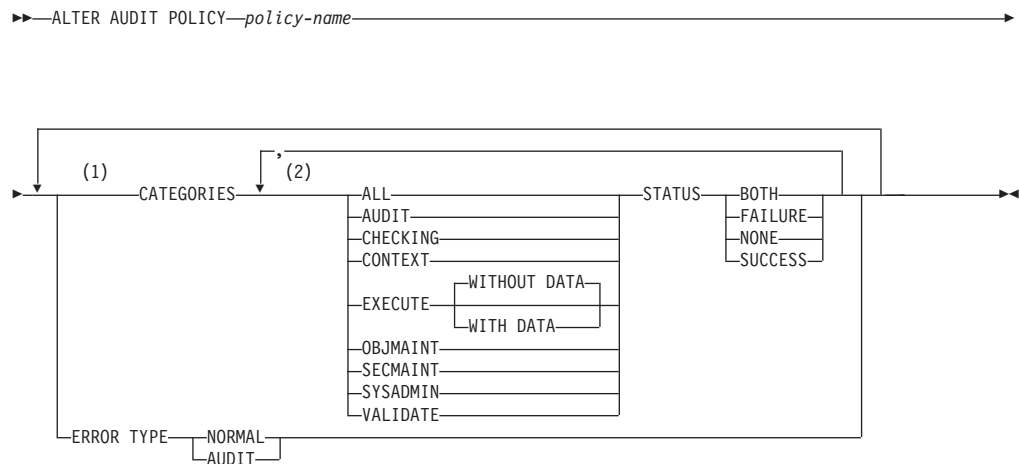 ALTER AUDIT POLICY policy-name
,
(1) (2)
CATEGORIES ALL STATUS BOTH
AUDIT FAILURE
CHECKING NONE
CONTEXT SUCCESS
WITHOUT DATA
EXECUTE
WITH DATA
OBJMAINT
SECMAINT
SYSADMIN
VALIDATE
ERROR TYPE NORMAL
AUDIT